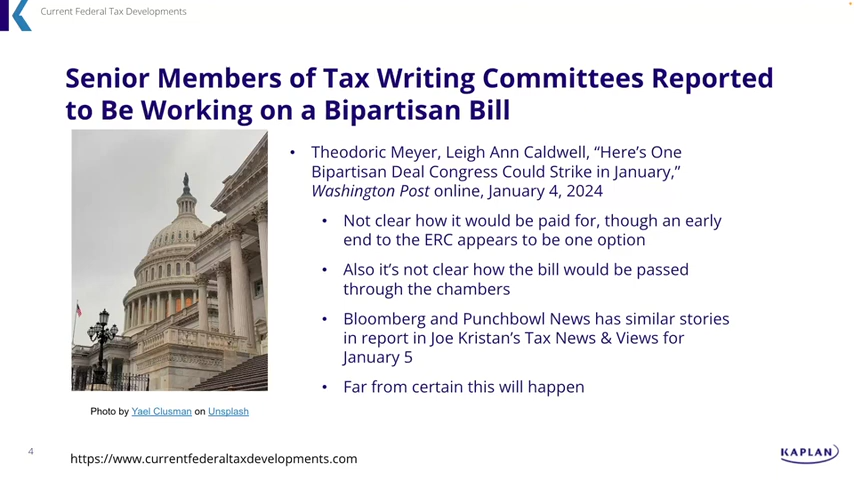 Current Federal Tax Developments
Senior Members of Tax Writing Committees Reported
to Be Working on a Bipartisan Bill
• Theodoric Meyer, Leigh Ann Caldwell, “Here’s One
Bipartisan Deal Congress Could Strike in January,”
Washington Post online, January 4, 2024
• Not clear how it would be paid for, though an early
end to the ERC appears to be one option
• Also it’s not clear how the bill would be passed
through the chambers
• Bloomberg and Punchbowl News has similar stories
in report in Joe Kristan’s Tax News & Views for
January 5
• Far from certain this will happen
Photo by Yael Clusman on Unsplash
4
https://www.currentfederaltaxdevelopments.com
KAPLAN